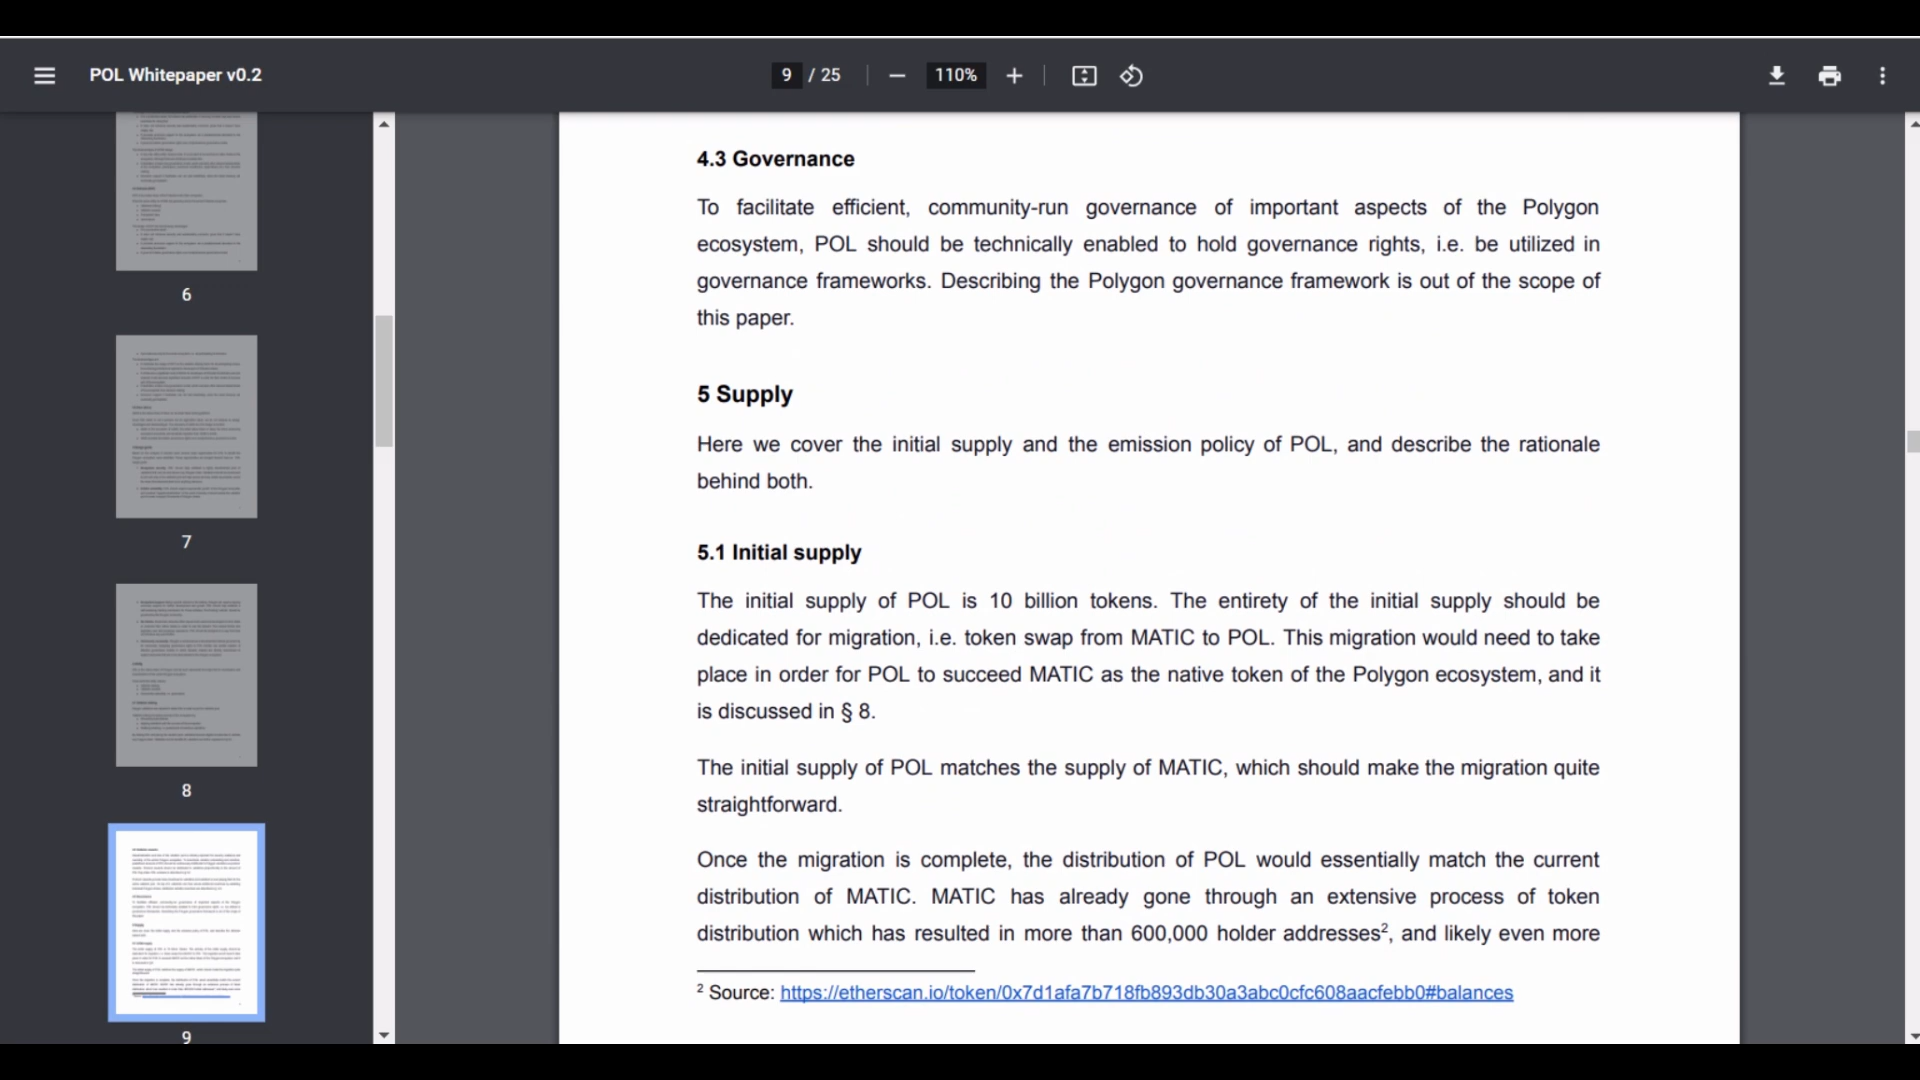 POL Whitepaper v0.2
9 / 25
110%
6
7
8
9
4.3 Governance
To facilitate efficient, community-run governance of important aspects of the Polygon
ecosystem, POL should be technically enabled to hold governance rights, i.e. be utilized in
governance frameworks. Describing the Polygon governance framework is out of the scope of
this paper.
5 Supply
Here we cover the initial supply and the emission policy of POL, and describe the rationale
behind both.
5.1 Initial supply
The initial supply of POL is 10 billion tokens. The entirety of the initial supply should be
dedicated for migration, i.e. token swap from MATIC to POL. This migration would need to take
place in order for POL to succeed MATIC as the native token of the Polygon ecosystem, and it
is discussed in § 8.
The initial supply of POL matches the supply of MATIC, which should make the migration quite
straightforward.
Once the migration is complete, the distribution of POL would essentially match the current
distribution of MATIC. MATIC has already gone through an extensive process of token
distribution which has resulted in more than 600,000 holder addresses², and likely even more
² Source: https://etherscan.io/token/0x7d1afa7b718fb893db30a3abc0cfc608aacfebb0#balances